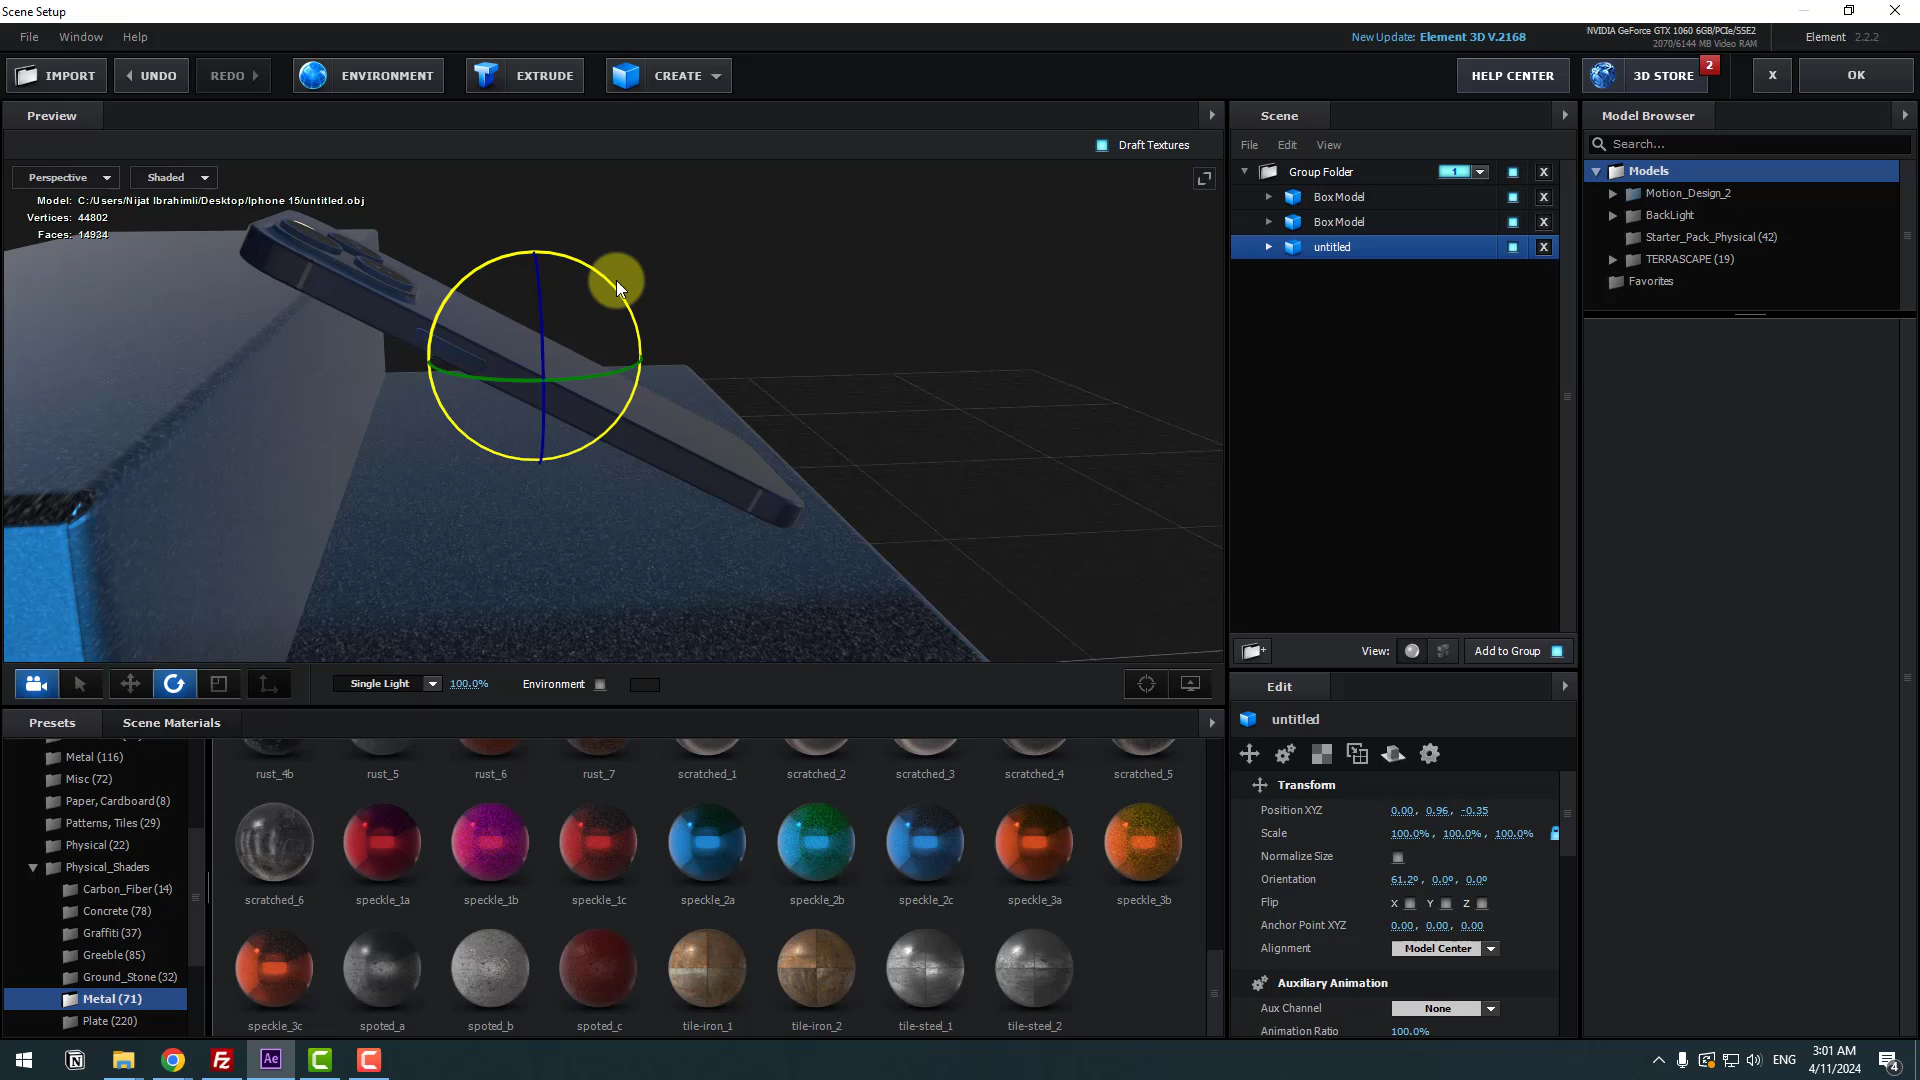 Scene Setup
File Window Help
New Update: Element 3D V.2168
NVIDIA GeForce GTX 1060 6GB/PCIe/SSE2
2070/6144 MB Video RAM
Element 2.2.2
IMPORT UNDO REDO ENVIRONMENT EXTRUDE CREATE HELP CENTER 3D STORE 2 X OK
Preview
Draft Textures
Perspective Shaded
Model: C:/Users/Nijat Ibrahimli/Desktop/Iphone 15/untitled.obj
Vertices: 44802
Faces: 14934
Single Light 100.0% Environment
Scene
File Edit View
Group Folder 1 X
Box Model X
Box Model X
untitled X
View: Add to Group
Model Browser
Search...
Models
Motion_Design_2
BackLight
Starter_Pack_Physical (42)
TERRASCAPE (19)
Favorites
Presets Scene Materials
Metal (116)
Misc (72)
Paper, Cardboard (8)
Patterns, Tiles (29)
Physical (22)
Physical_Shaders
Carbon_Fiber (14)
Concrete (78)
Graffiti (37)
Greeble (85)
Ground_Stone (32)
Metal (71)
Plate (220)
rust_4b rust_5 rust_6 rust_7 scratched_1 scratched_2 scratched_3 scratched_4 scratched_5
scratched_6 speckle_1a speckle_1b speckle_1c speckle_2a speckle_2b speckle_2c speckle_3a speckle_3b
speckle_3c spoted_a spoted_b spoted_c tile-iron_1 tile-iron_2 tile-steel_1 tile-steel_2
Edit
untitled
Transform
Position XYZ 0.00, 0.96, -0.35
Scale 100.0%, 100.0%, 100.0%
Normalize Size
Orientation 61.2º, 0.0º, 0.0º
Flip X Y Z
Anchor Point XYZ 0.00, 0.00, 0.00
Alignment Model Center
Auxiliary Animation
Aux Channel None
Animation Ratio 100.0%
Ae
ENG
3:01 AM
4/11/2024
4